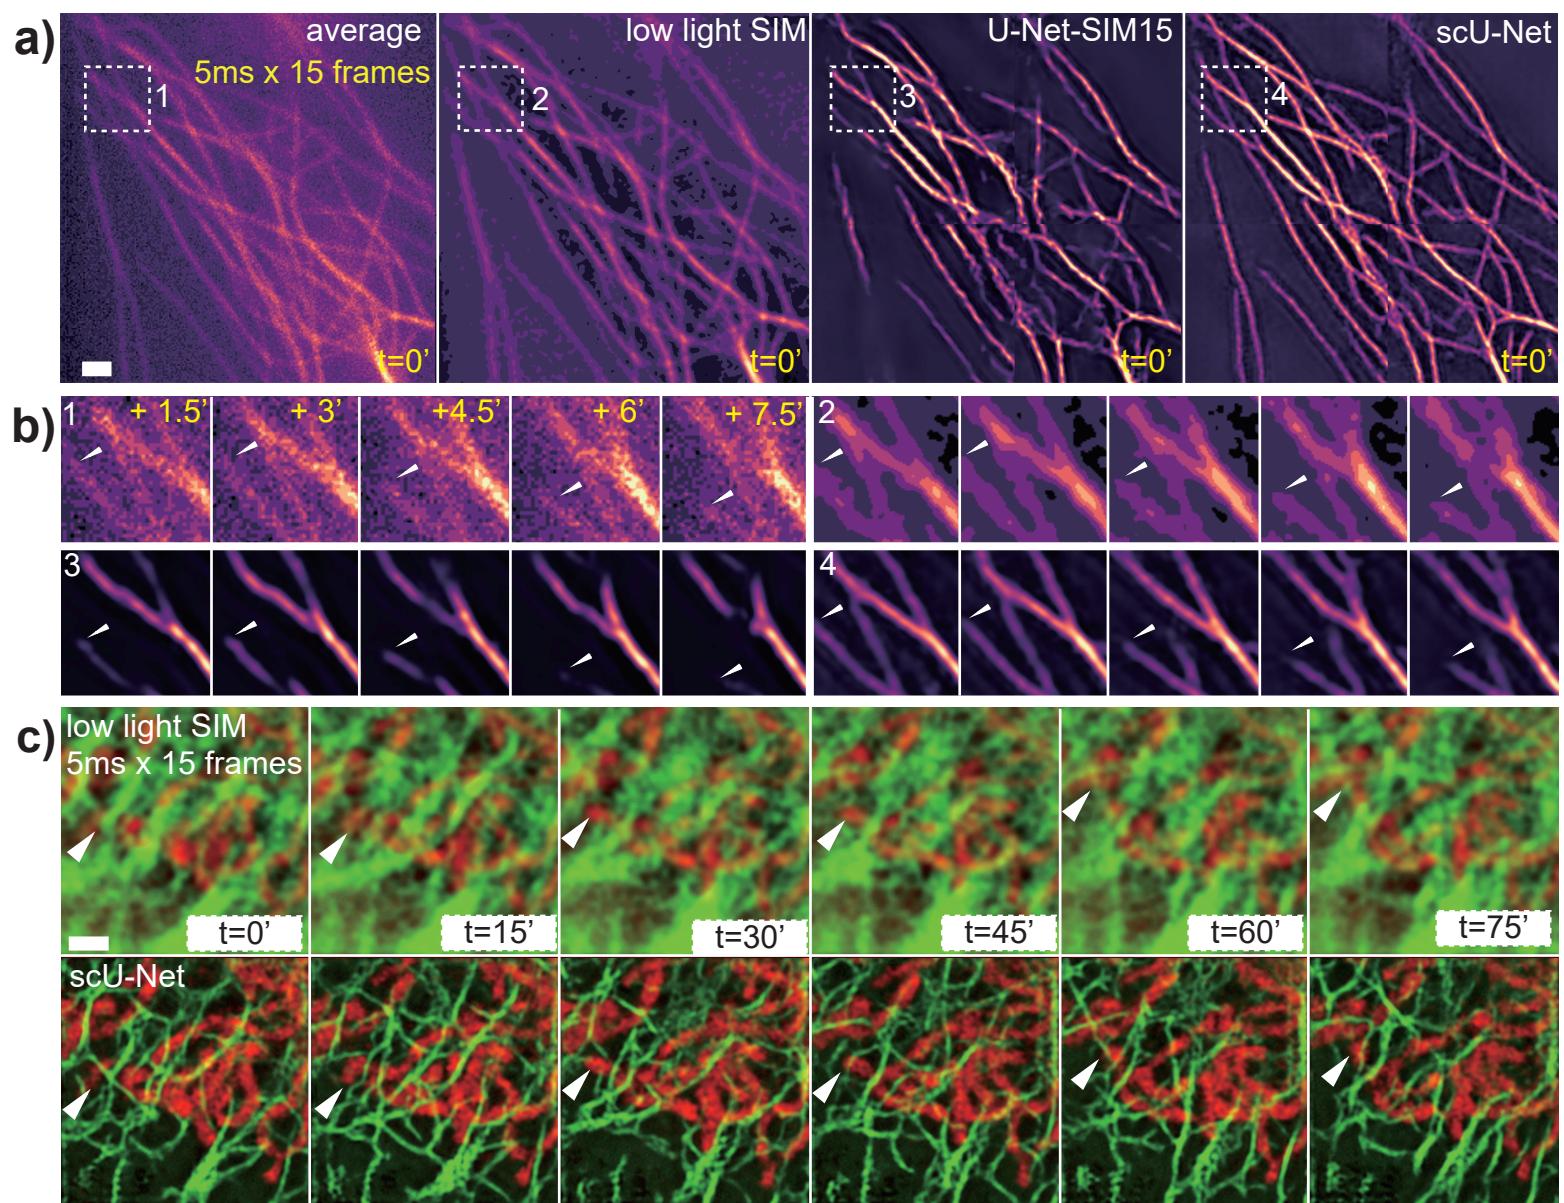 a)
average
5ms x 15 frames
1
t=0’
low light SIM
2
t=0’
U-Net-SIM15
3
t=0’
scU-Net
4
t=0’
b)
1
+ 1.5’
+ 3’
+4.5’
+ 6’
+ 7.5’
2
3
4
c)
low light SIM
5ms x 15 frames
t=0’
t=15’
t=30’
t=45’
t=60’
t=75’
scU-Net